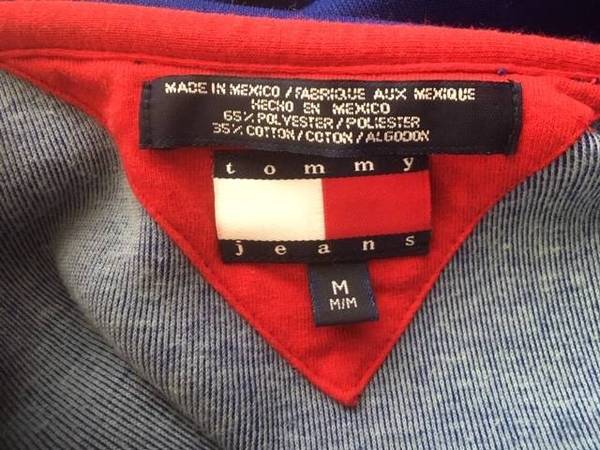 MADE IN MEXICO / FABRIQUE AUX MEXIQUE
HECHO EN MEXICO
65% POLYESTER / POLIESTER
35% COTTON / COTON / ALGODON
tommy
jeans
M
M/M